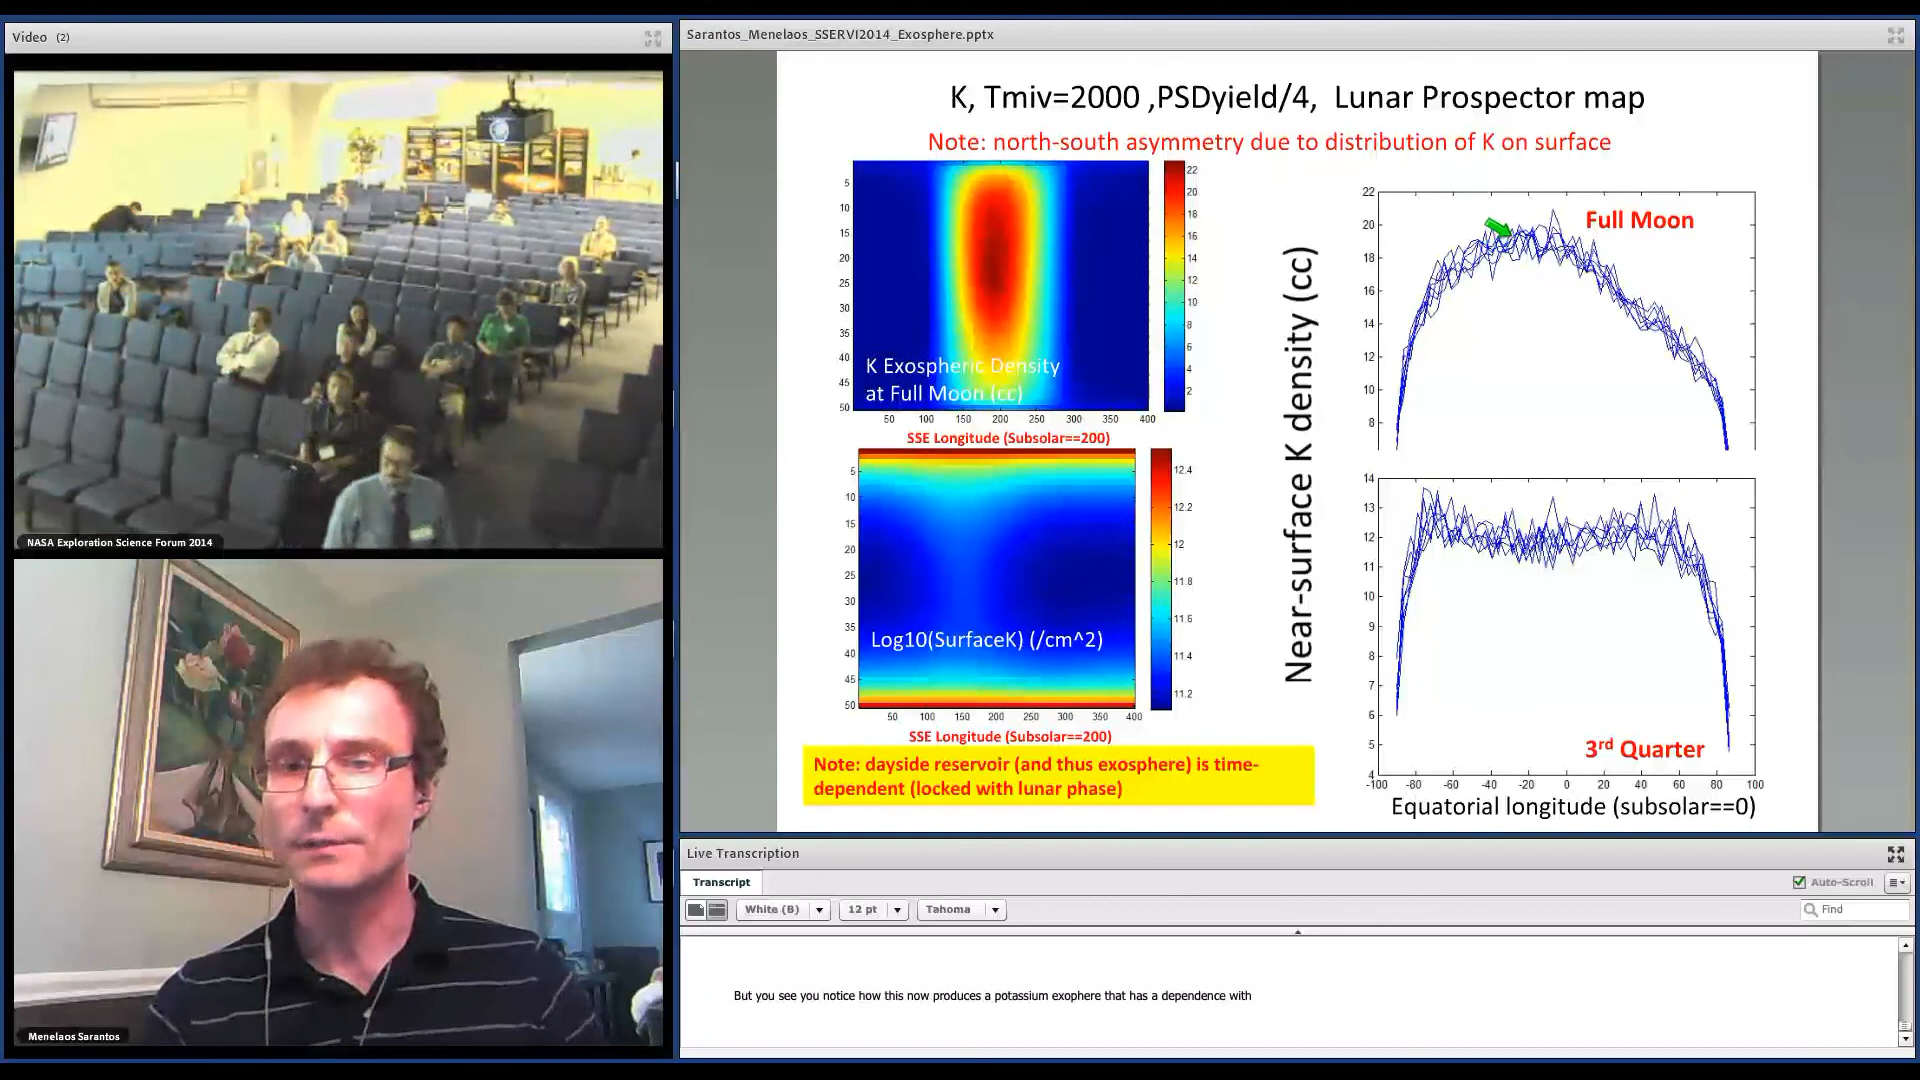 Video (2)
NASA Exploration Science Forum 2014
Menelaos Sarantos
Sarantos_Menelaos_SSERVI2014_Exosphere.pptx
K, Tmiv=2000 ,PSDyield/4, Lunar Prospector map
Note: north-south asymmetry due to distribution of K on surface
5
10
15
20
25
30
35
40
45
50
K Exospheric Density
at Full Moon (cc)
50 100 150 200 250 300 350 400
22
20
18
16
14
12
10
8
6
4
2
SSE Longitude (Subsolar==200)
5
10
15
20
25
30
35
40
45
50
Log10(SurfaceK) (/cm^2)
50 100 150 200 250 300 350 400
12.4
12.2
12
11.8
11.6
11.4
11.2
SSE Longitude (Subsolar==200)
Note: dayside reservoir (and thus exosphere) is time-
dependent (locked with lunar phase)
Near-surface K density (cc)
22
20
18
16
14
12
10
8
Full Moon
14
13
12
11
10
9
8
7
6
5
4
3rd Quarter
-100 -80 -60 -40 -20 0 20 40 60 80 100
Equatorial longitude (subsolar==0)
Live Transcription
Transcript
Auto-Scroll
White (B)
12 pt
Tahoma
Find
But you see you notice how this now produces a potassium exophere that has a dependence with